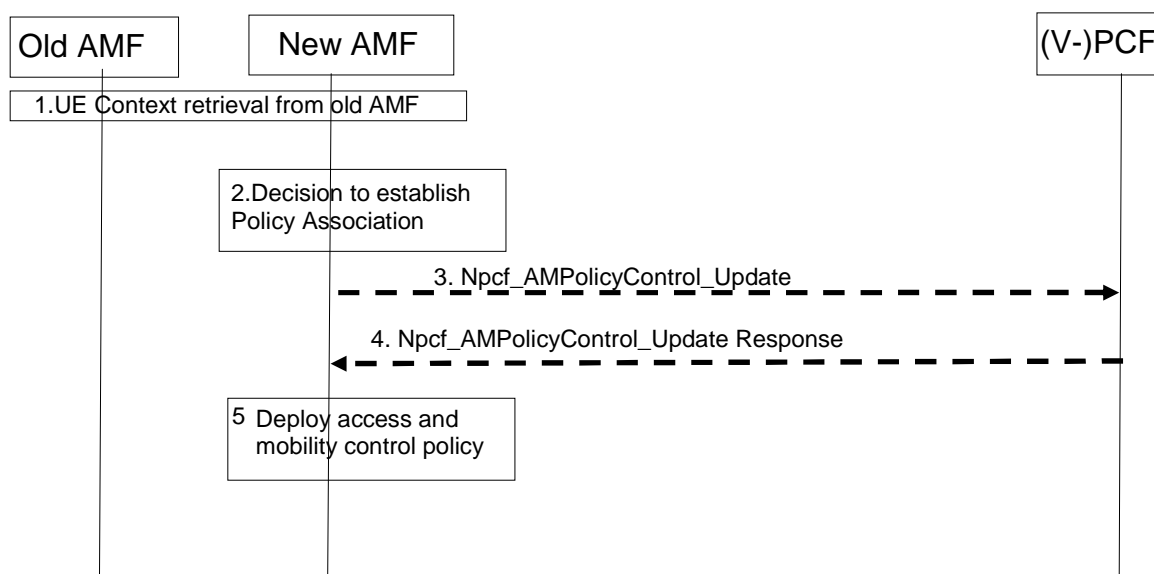 Old AMF
New AMF
(V-)PCF
1.UE Context retrieval from old AMF
2.Decision to establish
Policy Association
3. Npcf_AMPolicyControl_Update
4. Npcf_AMPolicyControl_Update Response
5 Deploy access and
mobility control policy